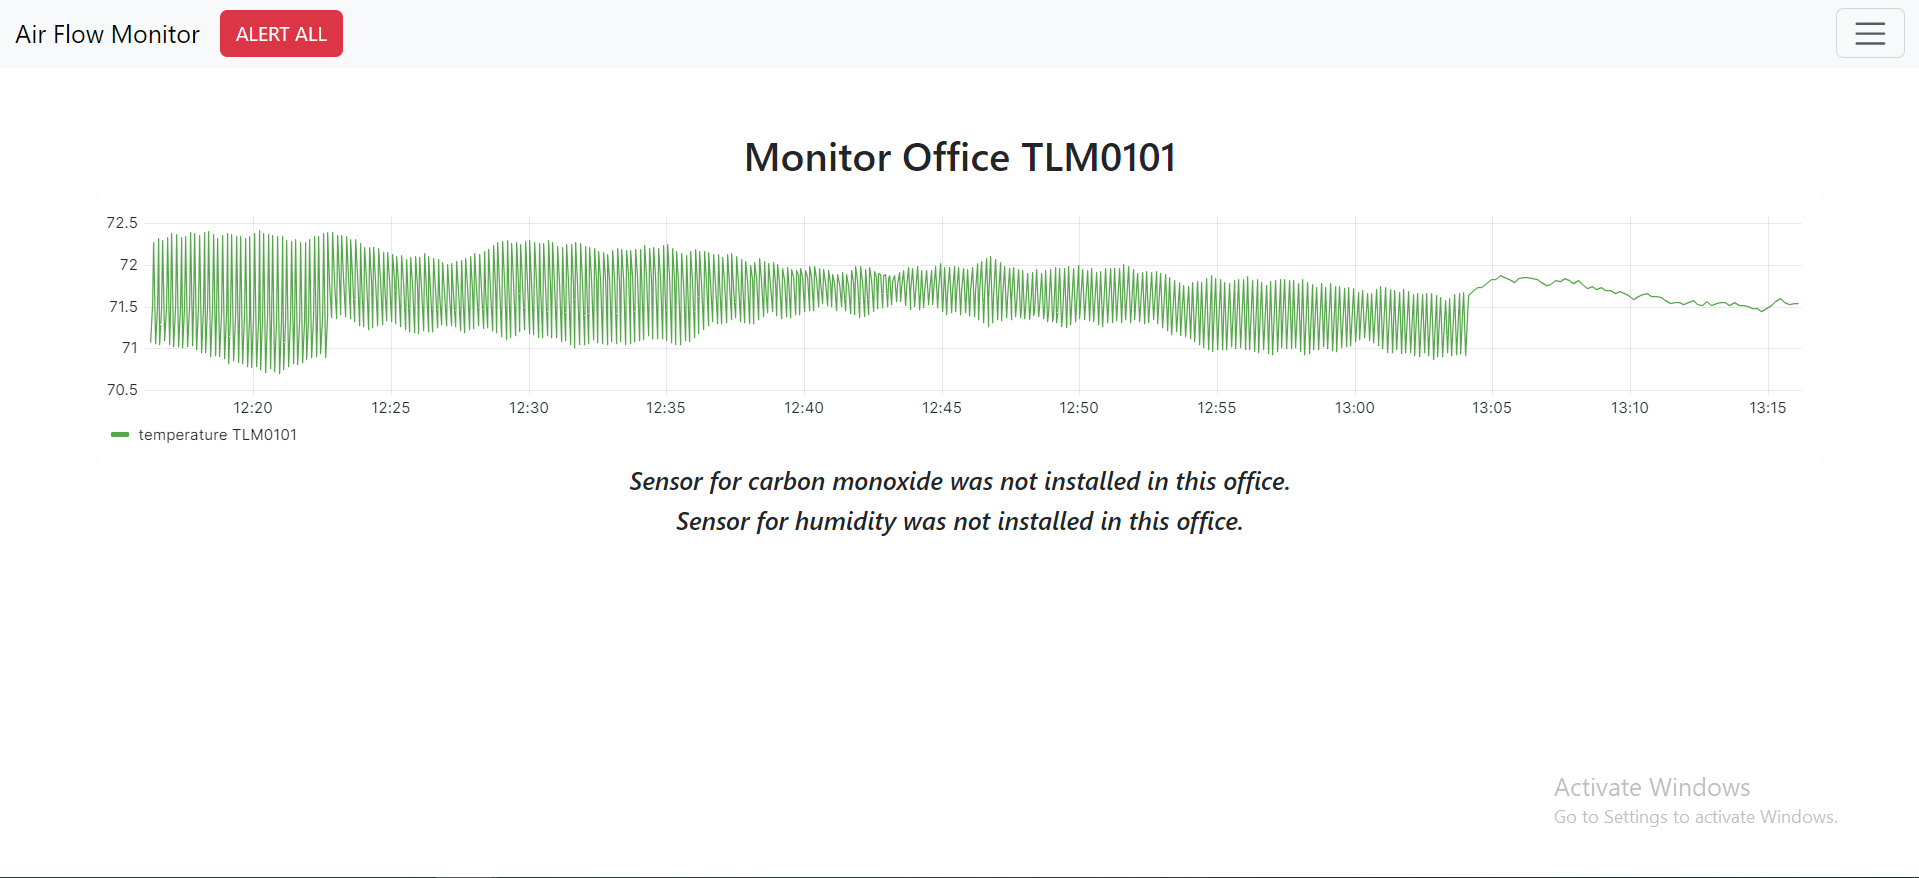 Air Flow Monitor ALERT ALL
Monitor Office TLM0101
72.5
72
71.5
71
70.5
12:20 12:25 12:30 12:35 12:40 12:45 12:50 12:55 13:00 13:05 13:10 13:15
temperature TLM0101
Sensor for carbon monoxide was not installed in this office.
Sensor for humidity was not installed in this office.
Activate Windows
Go to Settings to activate Windows.